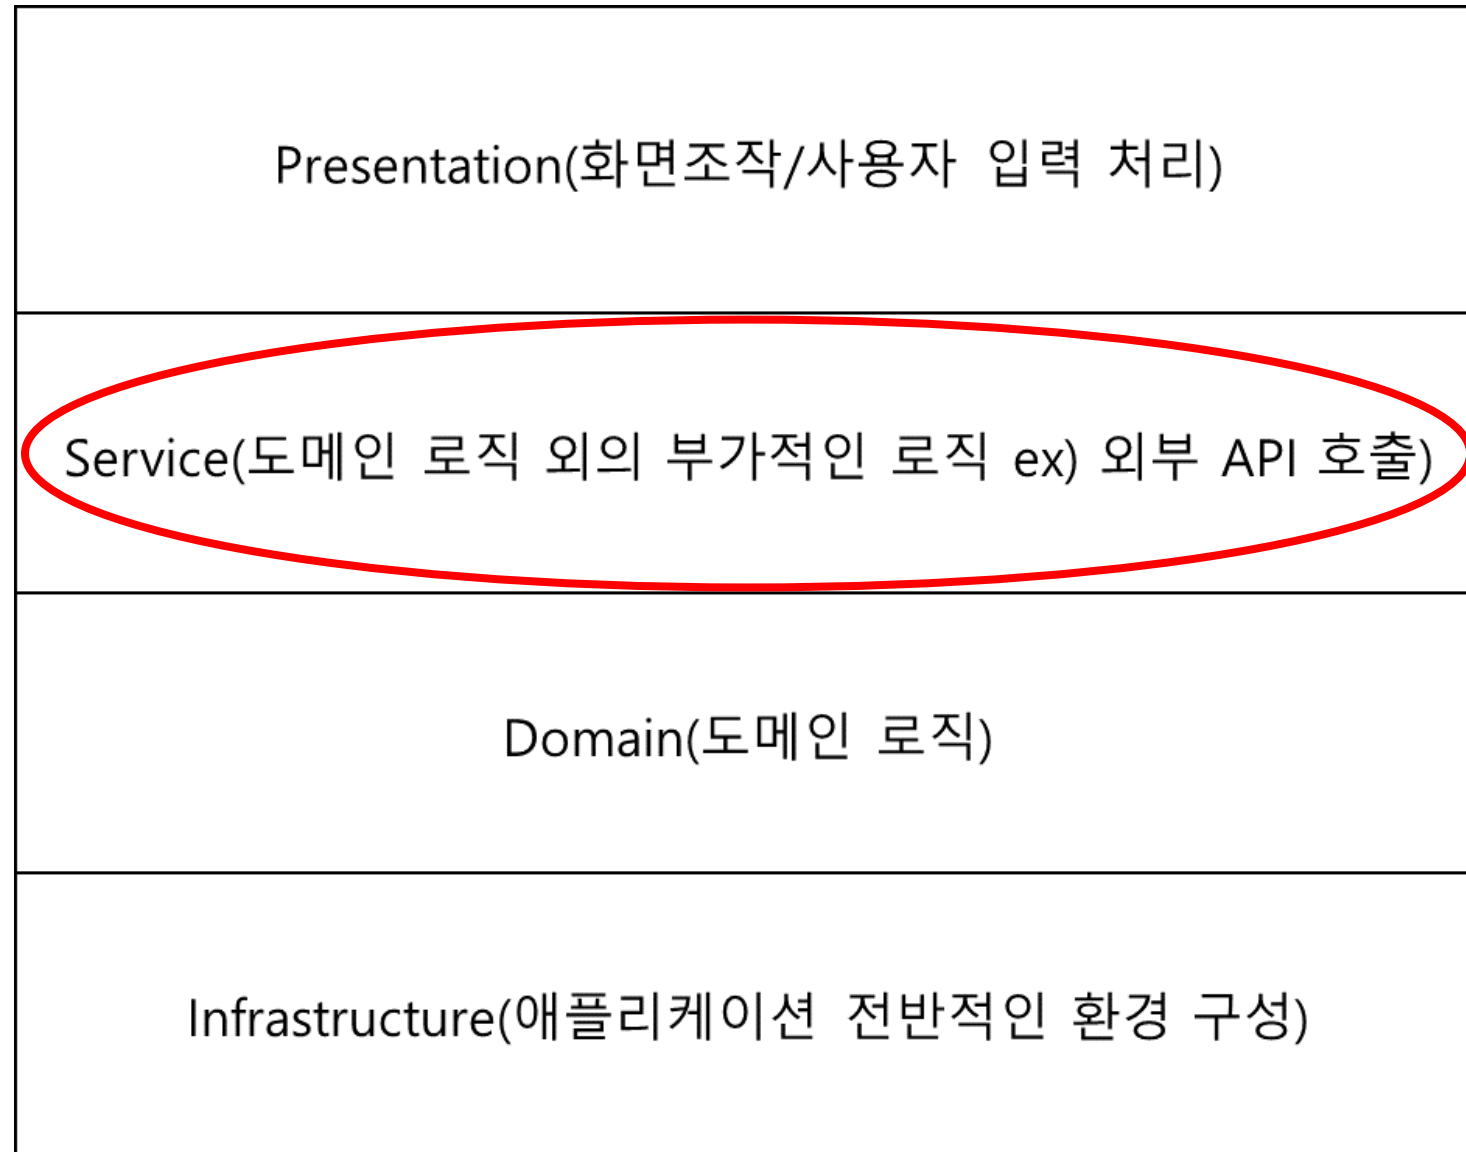 Presentation(화면조작/사용자 입력 처리)
Service(도메인 로직 외의 부가적인 로직 ex) 외부 API 호출)
Domain(도메인 로직)
Infrastructure(애플리케이션 전반적인 환경 구성)